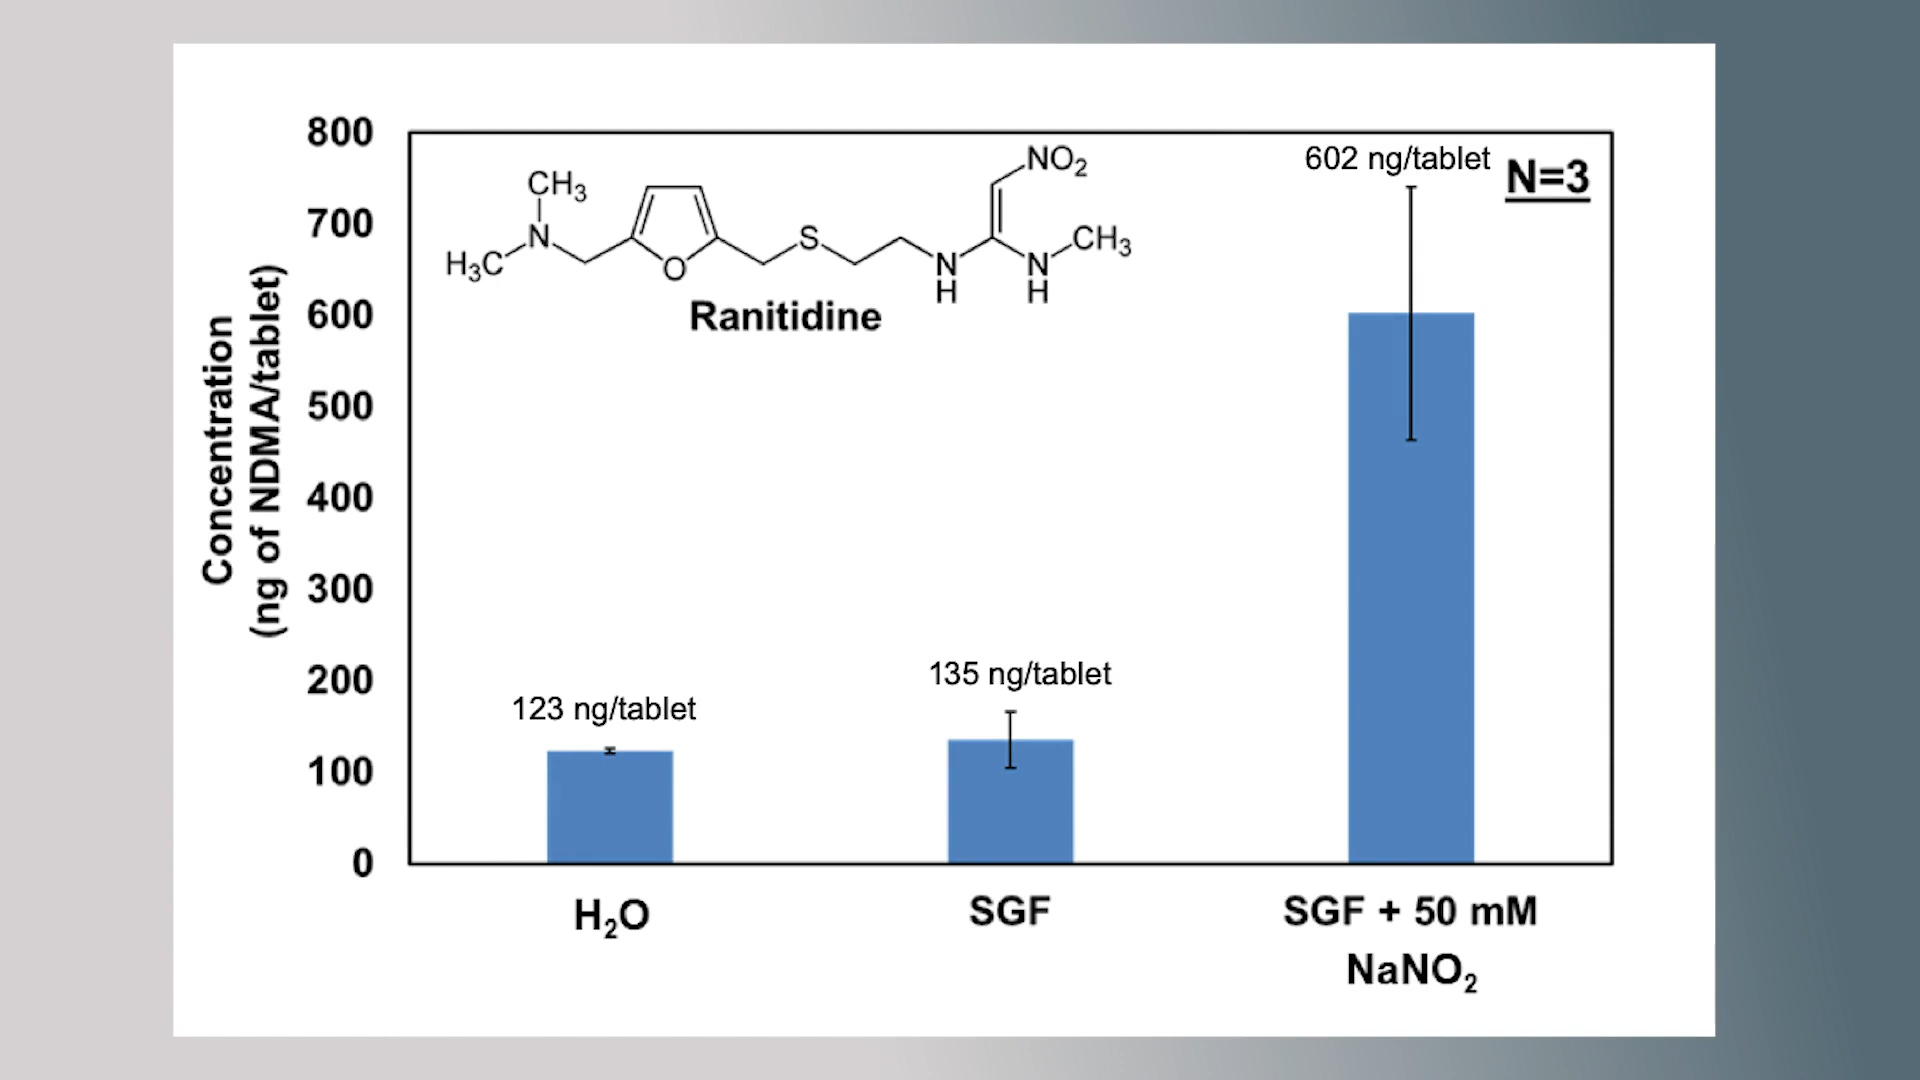 800
700
600
500
400
300
200
100
0
Concentration
(ng of NDMA/tablet)
CH₃
H₃C
N
O
S
N
H
N
H
CH₃
NO₂
Ranitidine
123 ng/tablet
135 ng/tablet
602 ng/tablet
N=3
H₂O
SGF
SGF + 50 mM
NaNO₂